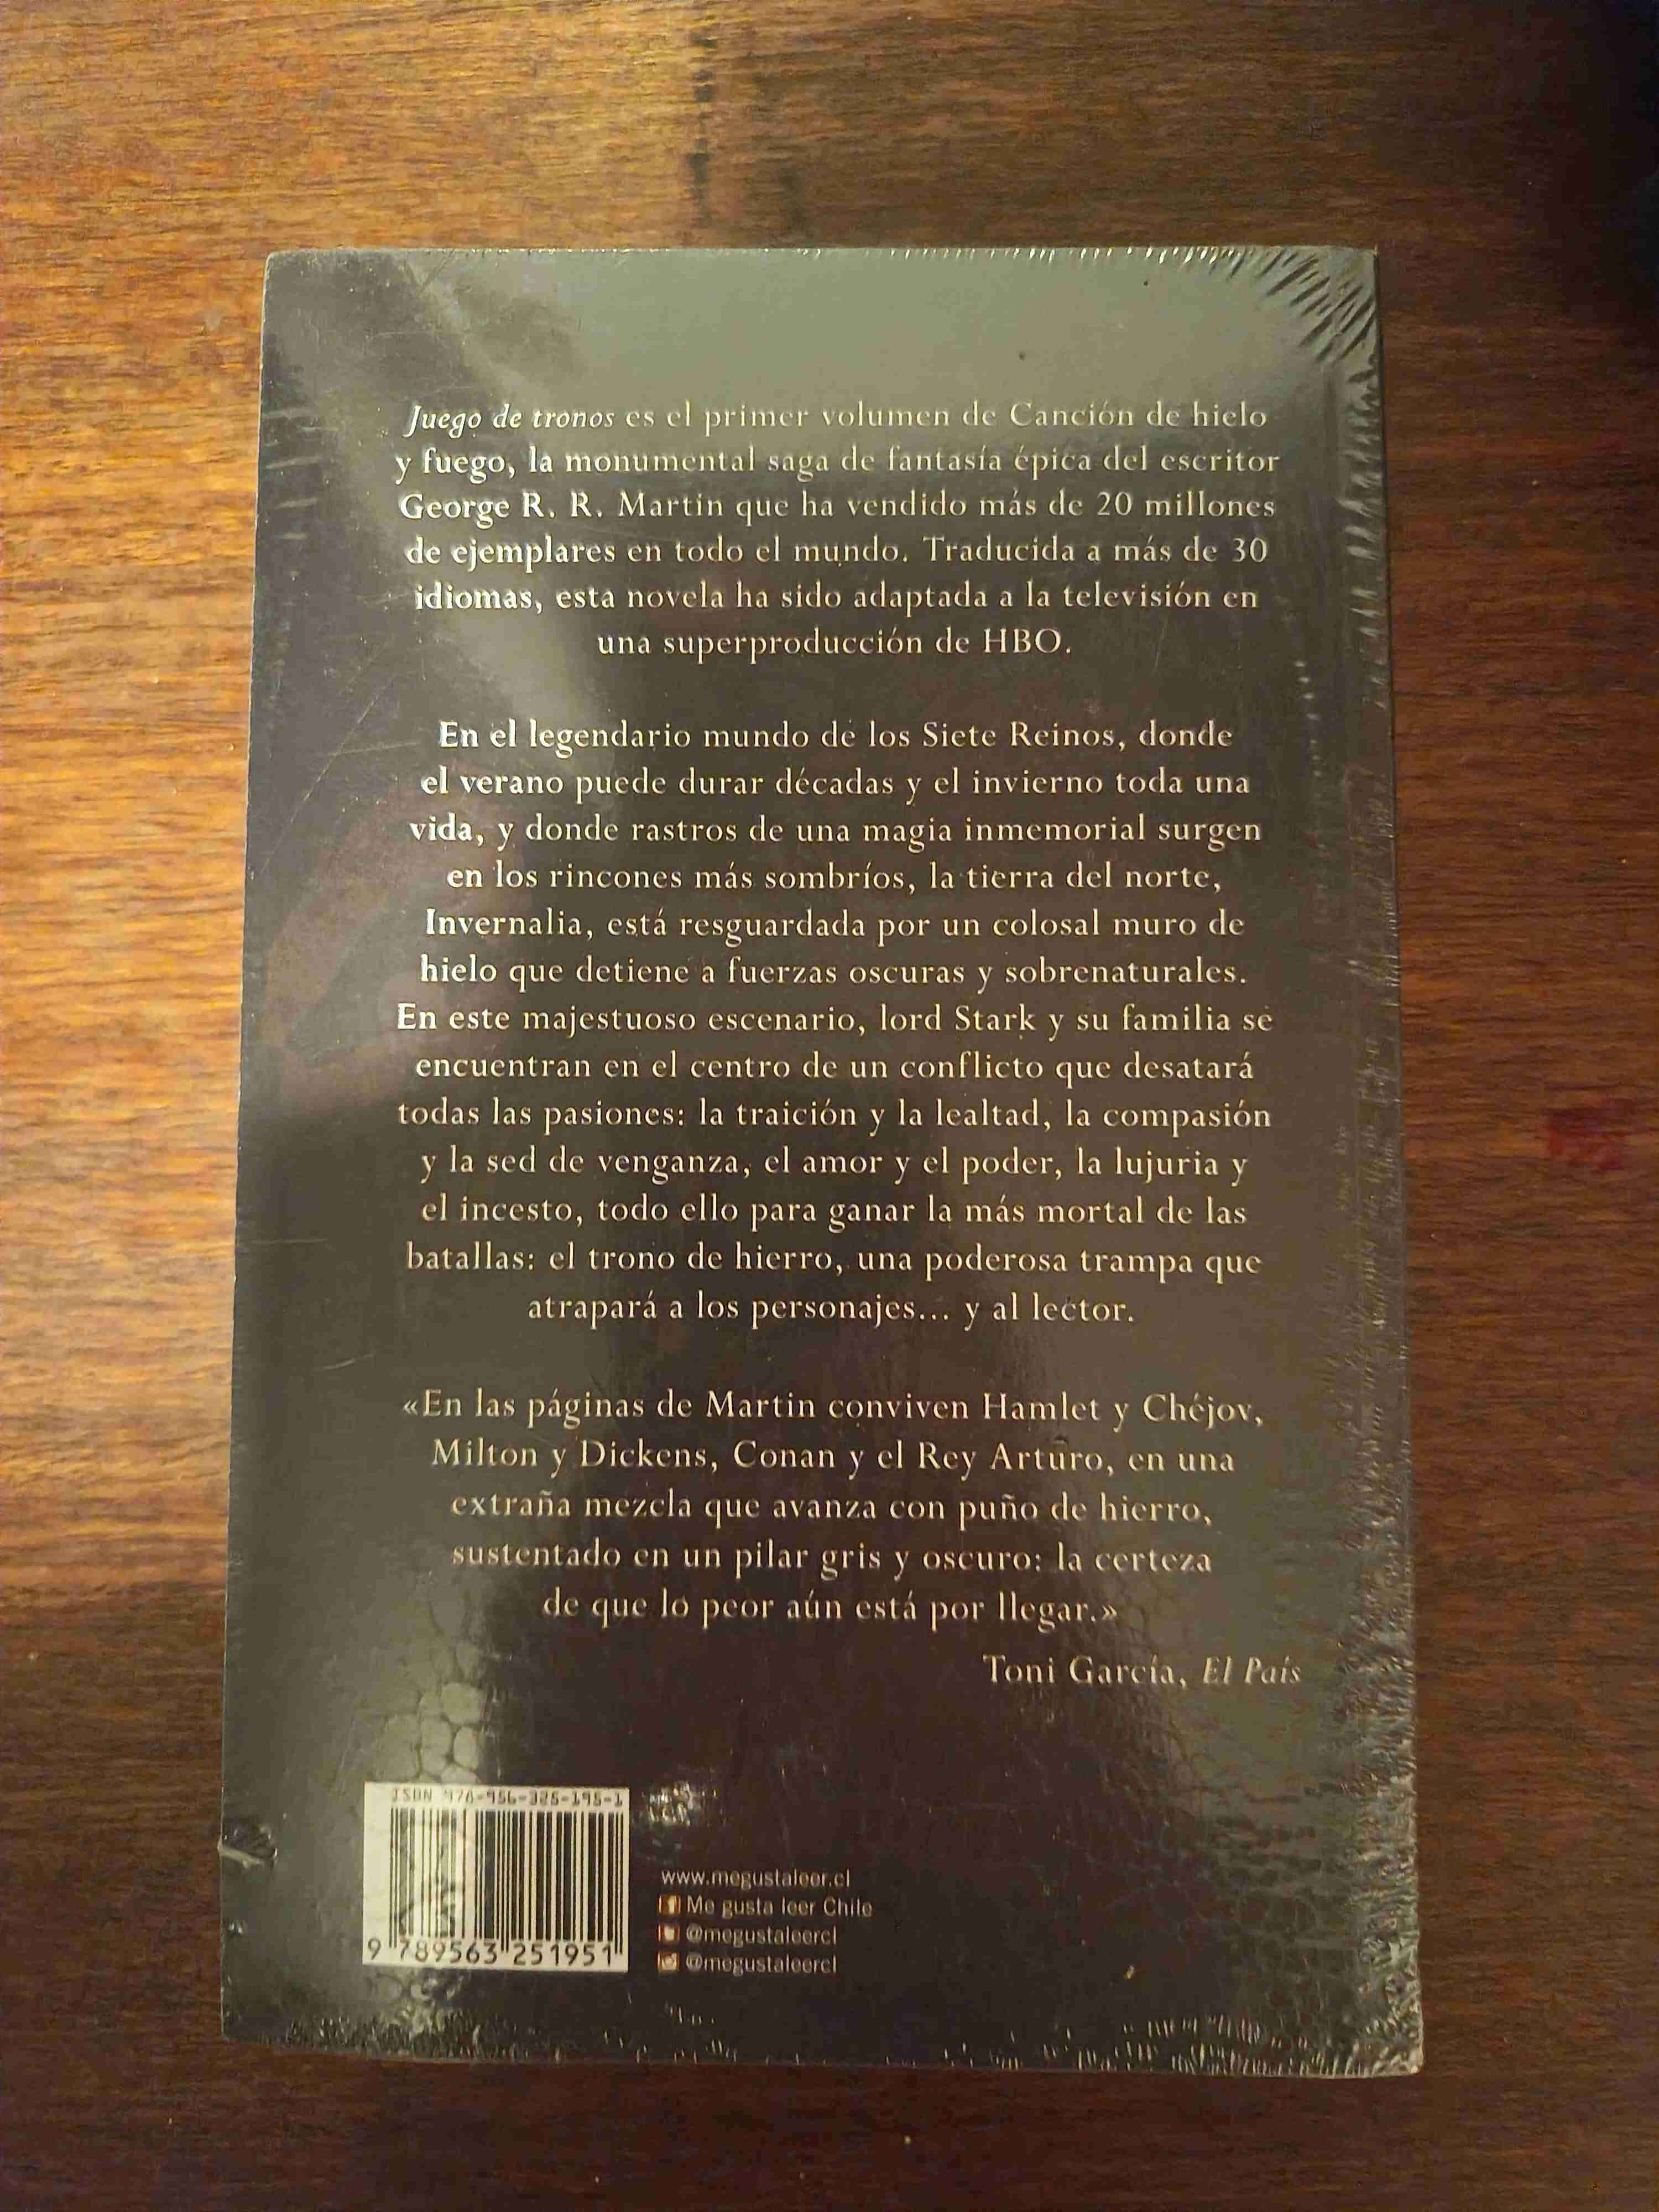 Juego de tronos es el primer volumen de Canción de hielo
y fuego, la monumental saga de fantasía épica del escritor
George R. R. Martin que ha vendido más de 20 millones
de ejemplares en todo el mundo. Traducida a más de 30
idiomas, esta novela ha sido adaptada a la televisión en
una superproducción de HBO.
En el legendario mundo de los Siete Reinos, donde
el verano puede durar décadas y el invierno toda una
vida, y donde rastros de una magia inmemorial surgen
en los rincones más sombríos, la tierra del norte,
Invernalia, está resguardada por un colosal muro de
hielo que detiene a fuerzas oscuras y sobrenaturales.
En este majestuoso escenario, lord Stark y su familia se
encuentran en el centro de un conflicto que desatará
todas las pasiones: la traición y la lealtad, la compasión
y la sed de venganza, el amor y el poder, la lujuria y
el incesto, todo ello para ganar la más mortal de las
batallas: el trono de hierro, una poderosa trampa que
atrapará a los personajes... y al lector.
«En las páginas de Martin conviven Hamlet y Chéjov,
Milton y Dickens, Conan y el Rey Arturo, en una
extraña mezcla que avanza con puño de hierro,
sustentado en un pilar gris y oscuro: la certeza
de que lo peor aún está por llegar.»
Toni García, El País
ISBN 978-956-325-195-1
9 789563 251951
www.megustaleer.cl
Me gusta leer Chile
@megustaleercl
@megustaleercl